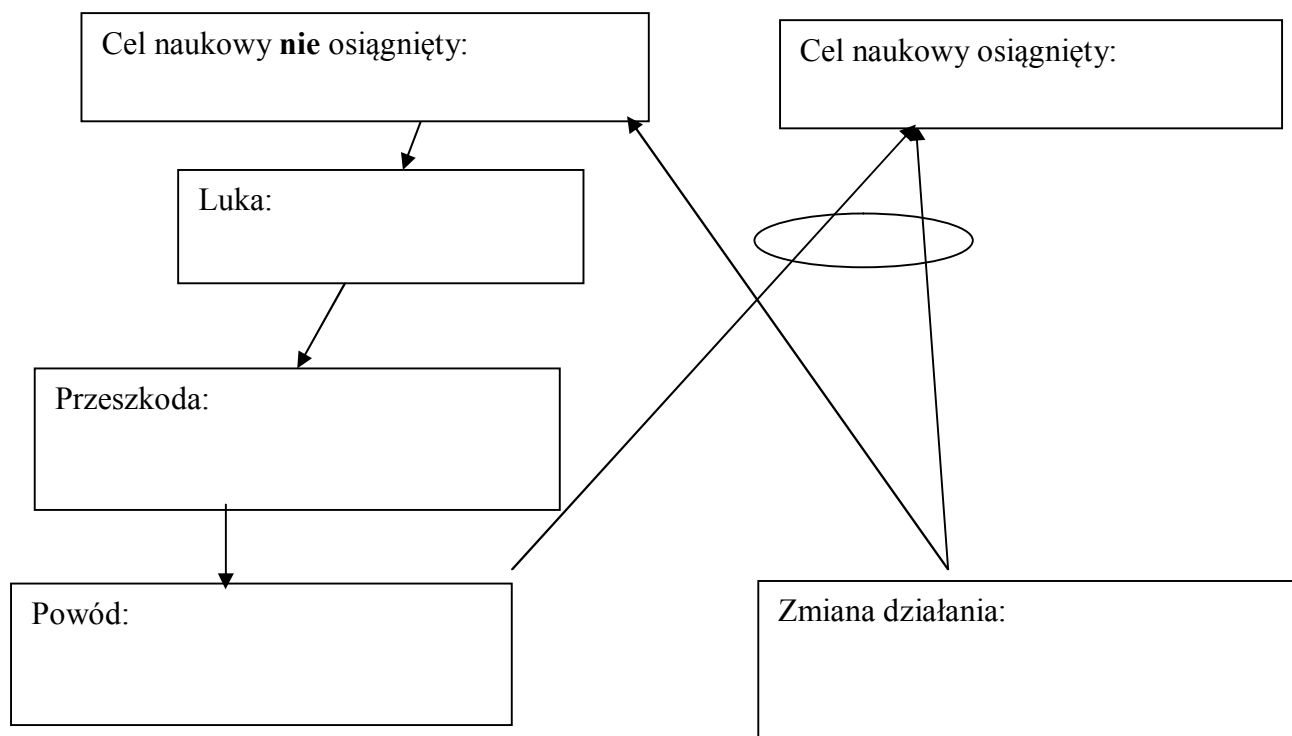 Cel naukowy nie osiągnięty:
Cel naukowy osiągnięty:
Luka:
Przeszkoda:
Powód:
Zmiana działania: